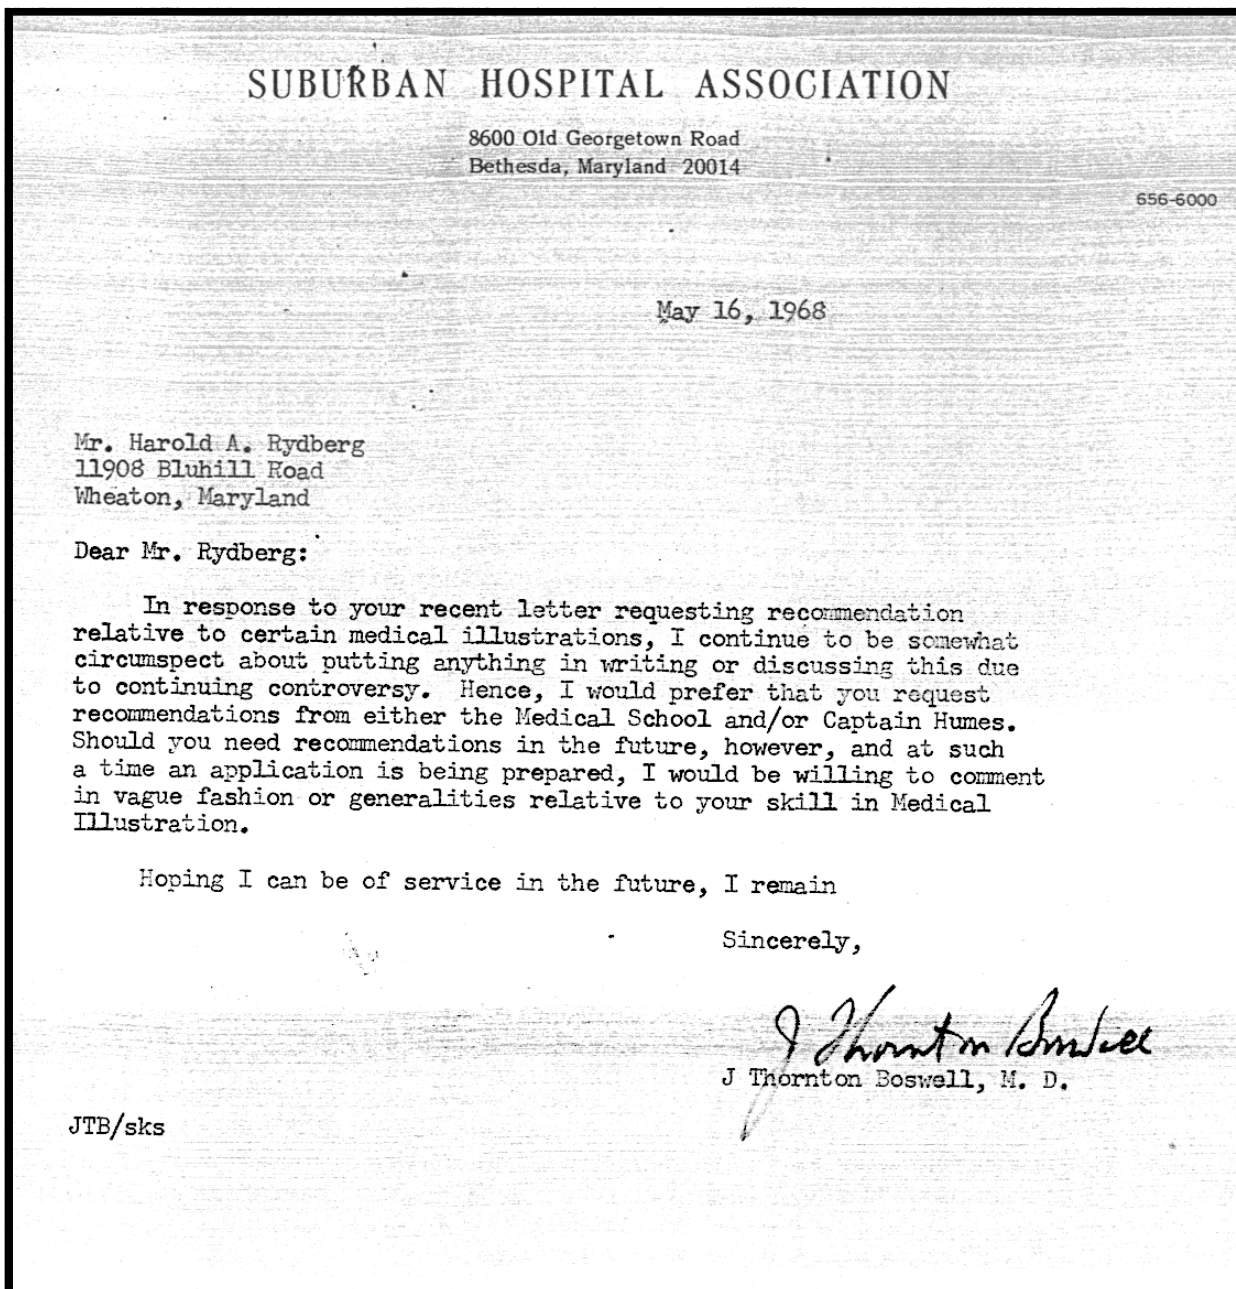 SUBURBAN HOSPITAL ASSOCIATION
8600 Old Georgetown Road
Bethesda, Maryland 20014
656-6000
May 16, 1968
Mr. Harold A. Rydberg
11908 Bluhill Road
Wheaton, Maryland
Dear Mr. Rydberg:
In response to your recent letter requesting recommendation
relative to certain medical illustrations, I continue to be somewhat
circumspect about putting anything in writing or discussing this due
to continuing controversy. Hence, I would prefer that you request
recommendations from either the Medical School and/or Captain Humes.
Should you need recommendations in the future, however, and at such
a time an application is being prepared, I would be willing to comment
in vague fashion or generalities relative to your skill in Medical
Illustration.
Hoping I can be of service in the future, I remain
Sincerely,
J Thornton Boswell
J Thornton Boswell, M. D.
JTB/sks